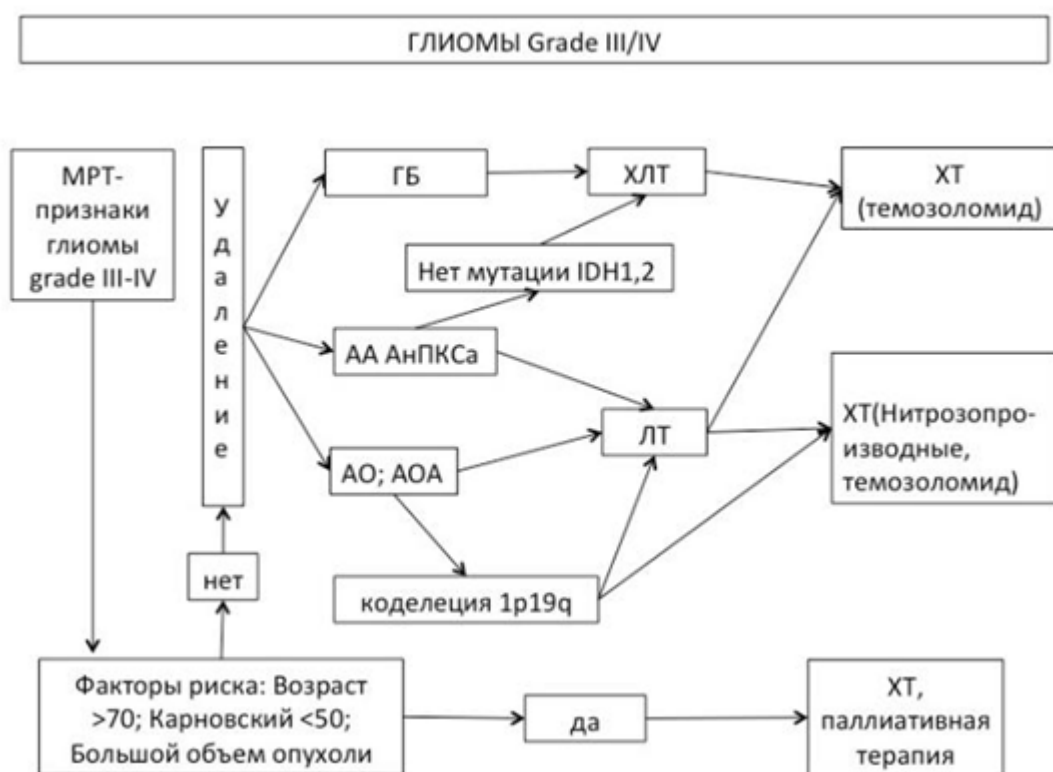 ГЛИОМЫ Grade III/IV
МРТ-
признаки
глиомы
grade III-IV
Удаление
ГБ
ХЛТ
ХТ
(темозоломид)
Нет мутации IDH1,2
АА АнПКСа
ЛТ
ХТ(Нитрозопро-
изводные,
темозоломид)
АО; АОА
нет
коделеция 1p19q
Факторы риска: Возраст
>70; Карновский <50;
Большой объем опухоли
да
ХТ,
паллиативная
терапия